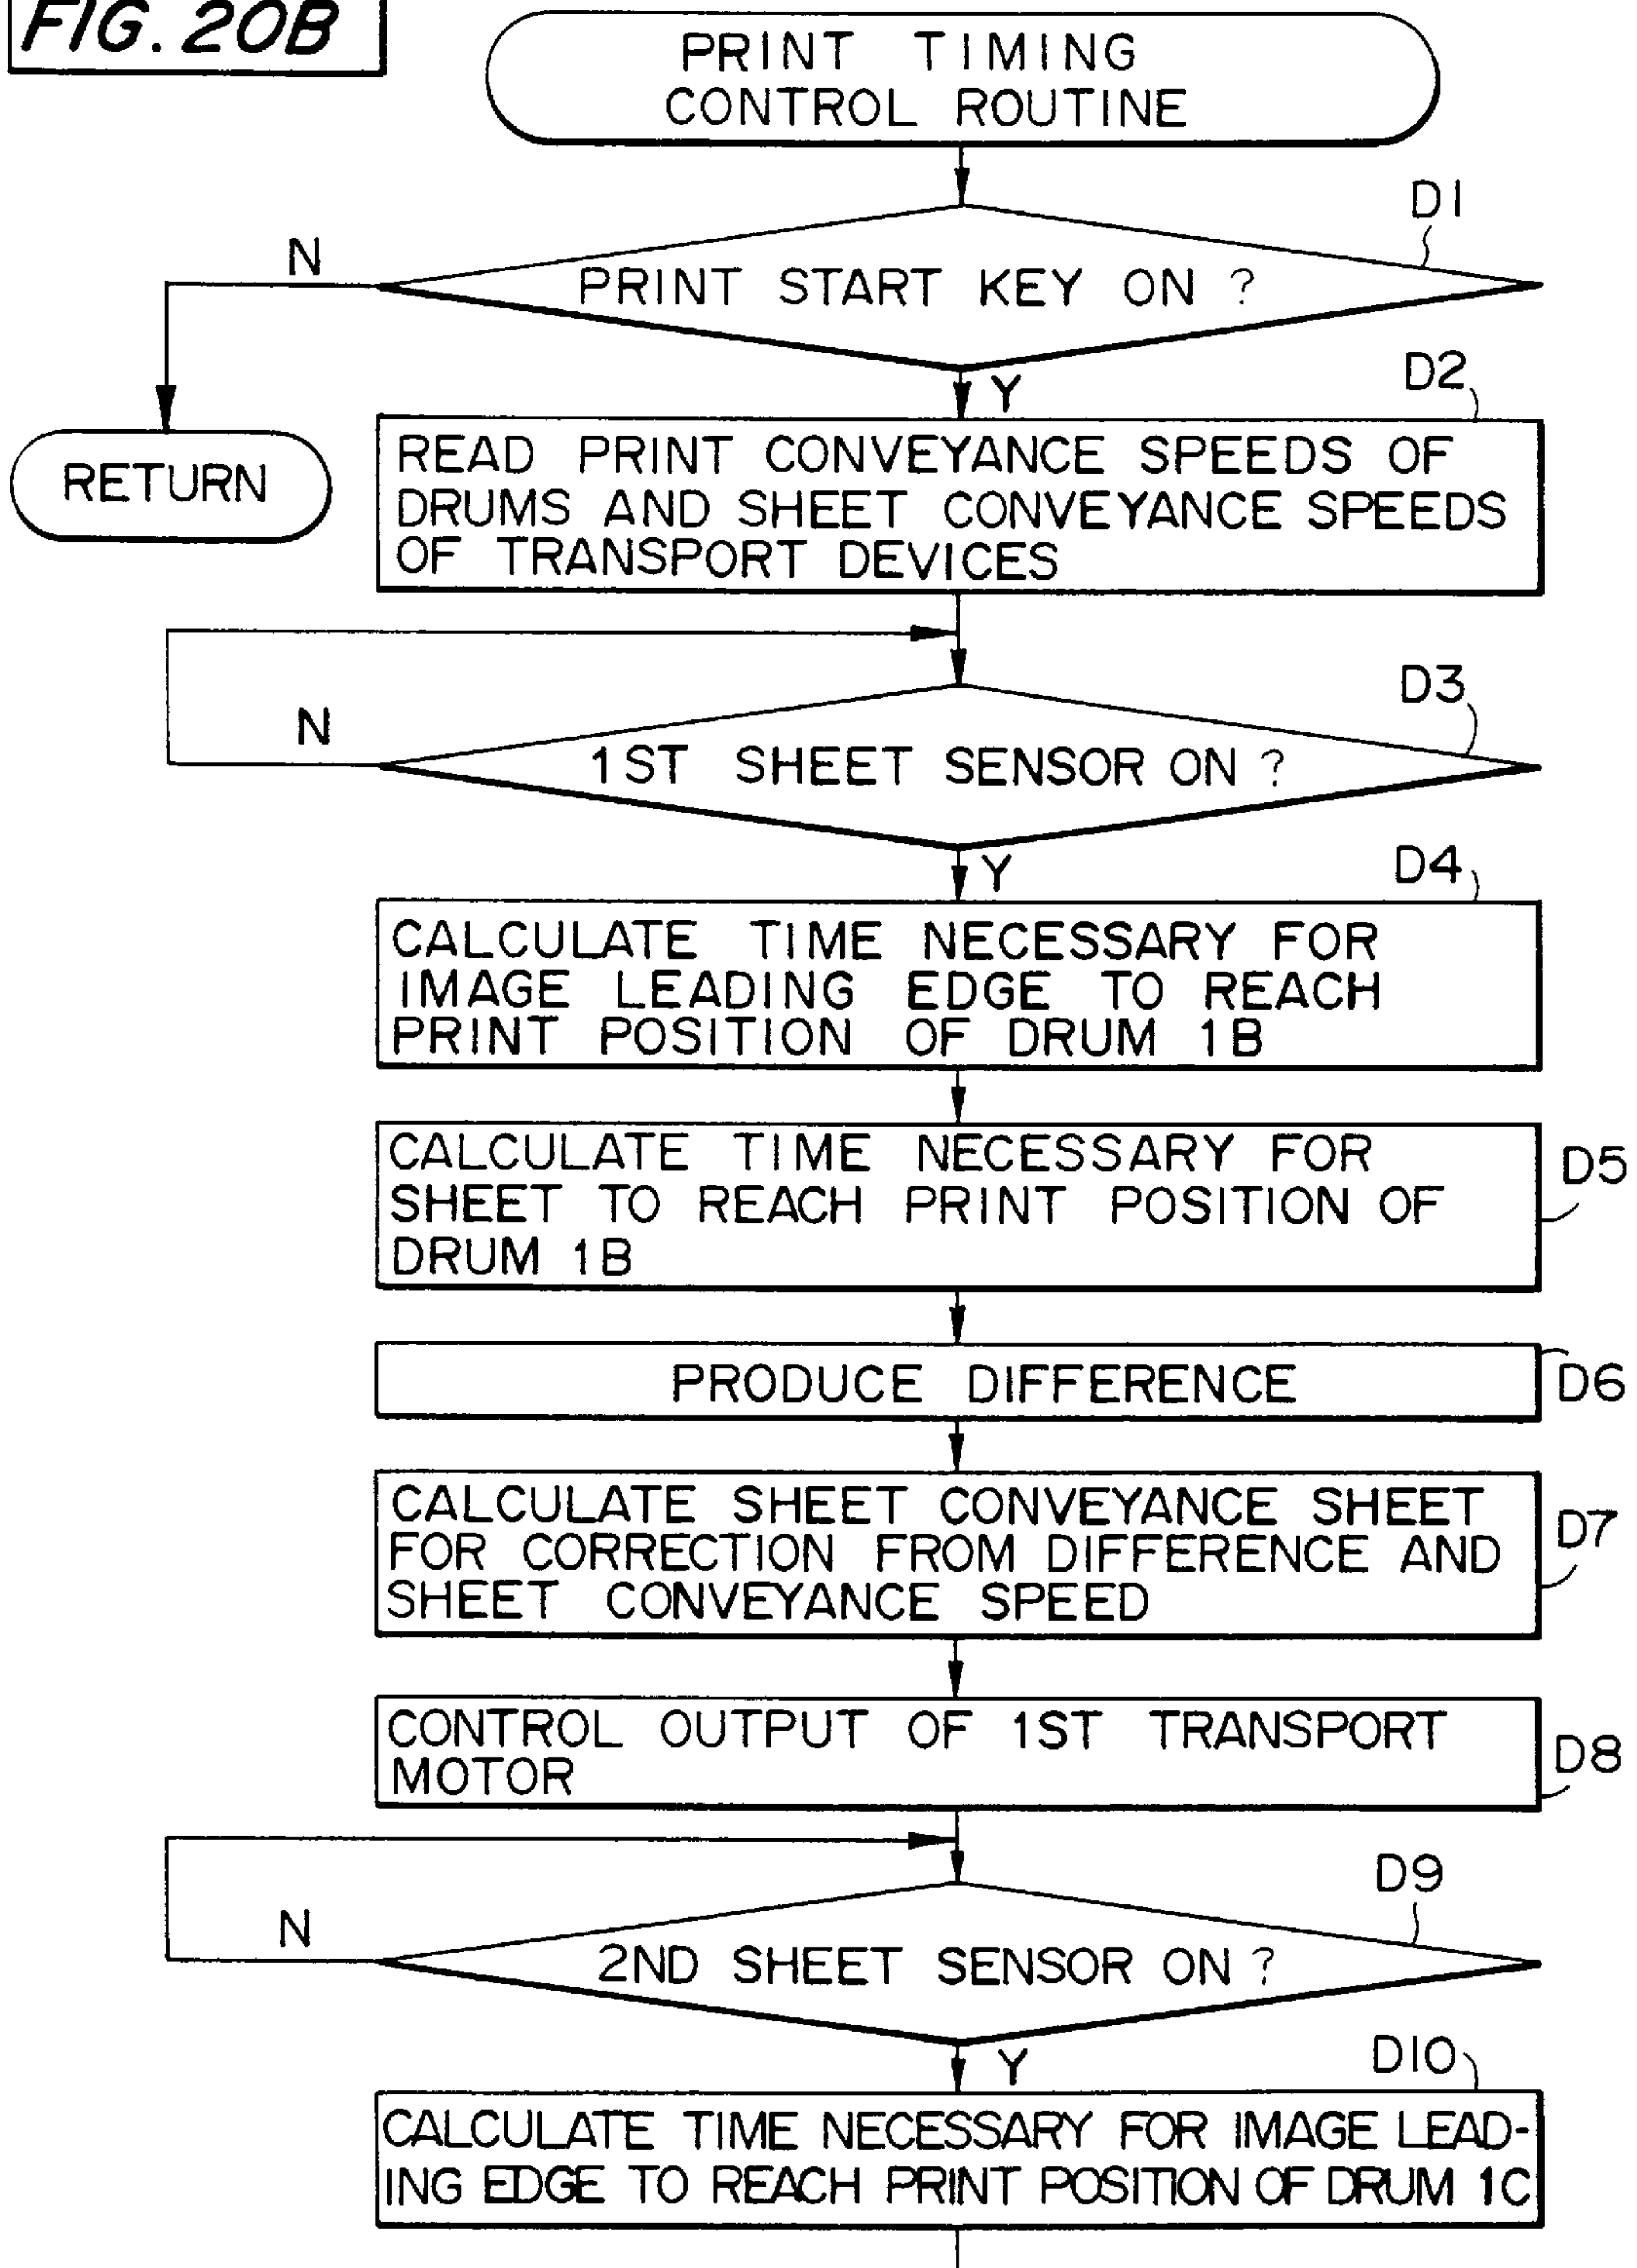 FIG. 20B
PRINT TIMING
CONTROL ROUTINE
D1
N
PRINT START KEY ON ?
Y
D2
RETURN
READ PRINT CONVEYANCE SPEEDS OF
DRUMS AND SHEET CONVEYANCE SPEEDS
OF TRANSPORT DEVICES
D3
N
1ST SHEET SENSOR ON ?
Y
D4
CALCULATE TIME NECESSARY FOR
IMAGE LEADING EDGE TO REACH
PRINT POSITION OF DRUM 1B
CALCULATE TIME NECESSARY FOR
SHEET TO REACH PRINT POSITION OF
DRUM 1B
D5
PRODUCE DIFFERENCE
D6
CALCULATE SHEET CONVEYANCE SHEET
FOR CORRECTION FROM DIFFERENCE AND
SHEET CONVEYANCE SPEED
D7
CONTROL OUTPUT OF 1ST TRANSPORT
MOTOR
D8
D9
N
2ND SHEET SENSOR ON ?
Y
D10
CALCULATE TIME NECESSARY FOR IMAGE LEAD-
ING EDGE TO REACH PRINT POSITION OF DRUM 1C